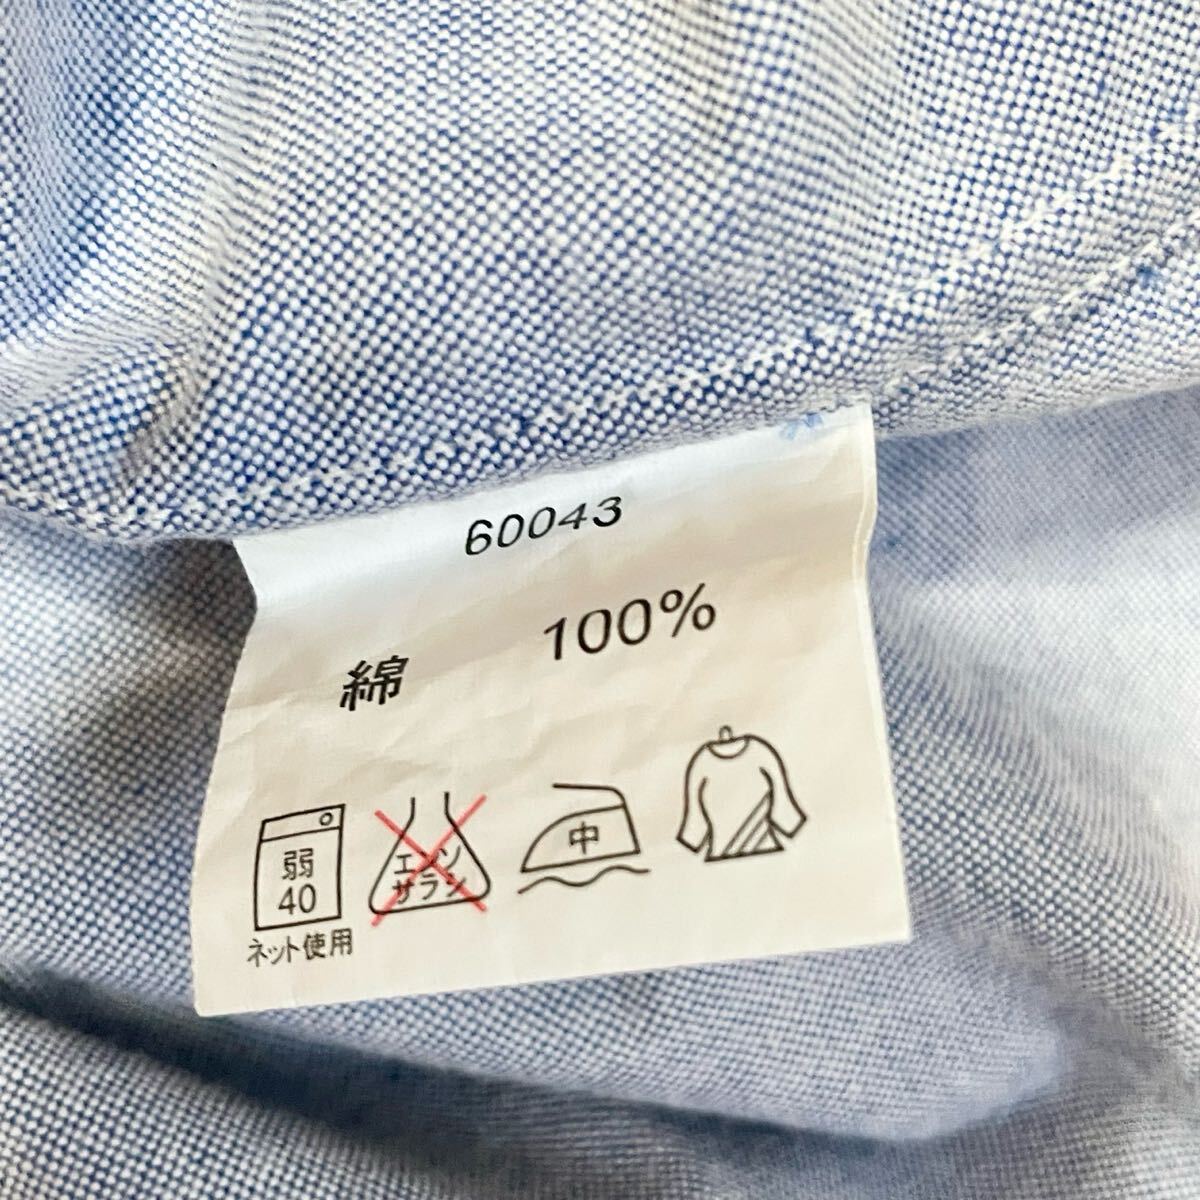 60043
綿 100%
弱
40
ネット使用
エンソ
サラシ
中